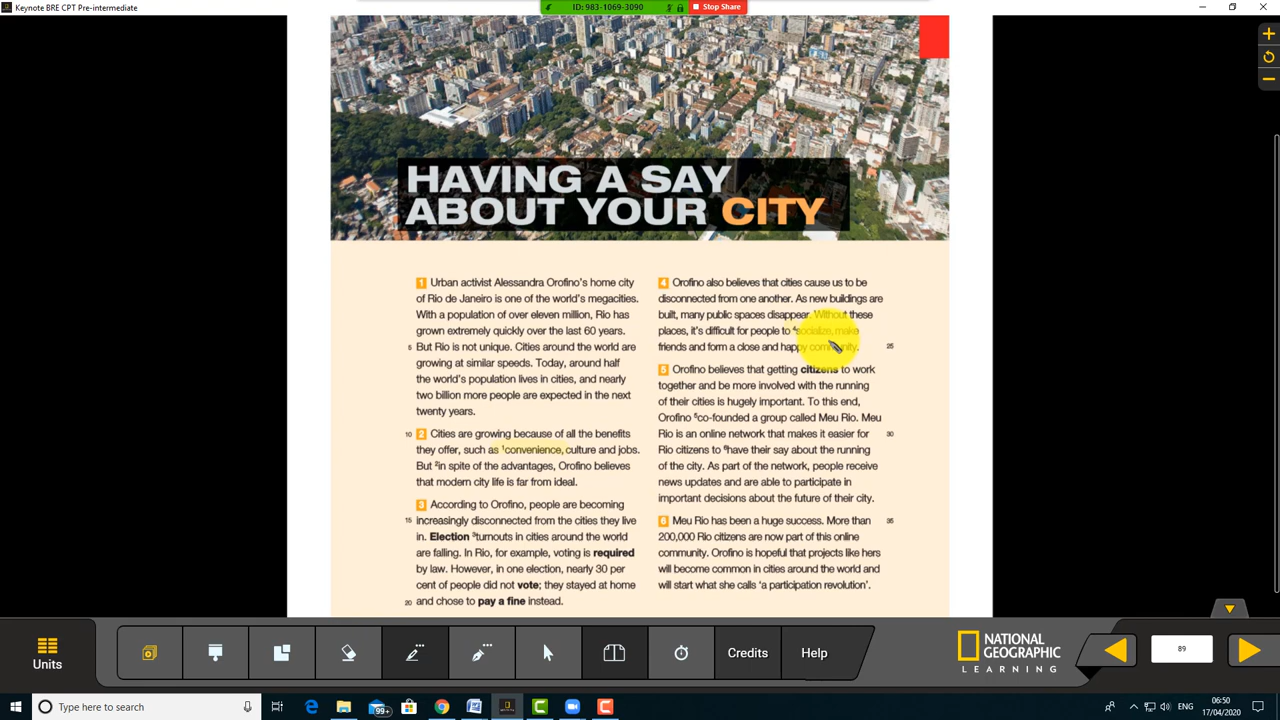 Keynote BRE CPT Pre-intermediate
ID: 983-1069-3090
Stop Share
HAVING A SAY
ABOUT YOUR CITY
1 Urban activist Alessandra Orofino's home city
of Rio de Janeiro is one of the world's megacities.
With a population of over eleven million, Rio has
grown extremely quickly over the last 60 years.
5 But Rio is not unique. Cities around the world are
growing at similar speeds. Today, around half
the world's population lives in cities, and nearly
two billion more people are expected in the next
twenty years.
10 2 Cities are growing because of all the benefits
they offer, such as ¹convenience, culture and jobs.
But ²in spite of the advantages, Orofino believes
that modern city life is far from ideal.
3 According to Orofino, people are becoming
15 increasingly disconnected from the cities they live
in. Election ³turnouts in cities around the world
are falling. In Rio, for example, voting is required
by law. However, in one election, nearly 30 per
cent of people did not vote; they stayed at home
20 and chose to pay a fine instead.
4 Orofino also believes that cities cause us to be
disconnected from one another. As new buildings are
built, many public spaces disappear. Without these
places, it's difficult for people to ⁴socialize, make
friends and form a close and happy community. 25
5 Orofino believes that getting citizens to work
together and be more involved with the running
of their cities is hugely important. To this end,
Orofino ⁵co-founded a group called Meu Rio. Meu
Rio is an online network that makes it easier for 30
Rio citizens to ⁶have their say about the running
of the city. As part of the network, people receive
news updates and are able to participate in
important decisions about the future of their city.
6 Meu Rio has been a huge success. More than 35
200,000 Rio citizens are now part of this online
community. Orofino is hopeful that projects like hers
will become common in cities around the world and
will start what she calls 'a participation revolution'.
Units
Credits
Help
NATIONAL
GEOGRAPHIC
LEARNING
89
Type here to search
99+
ENG
06:50
17/04/2020